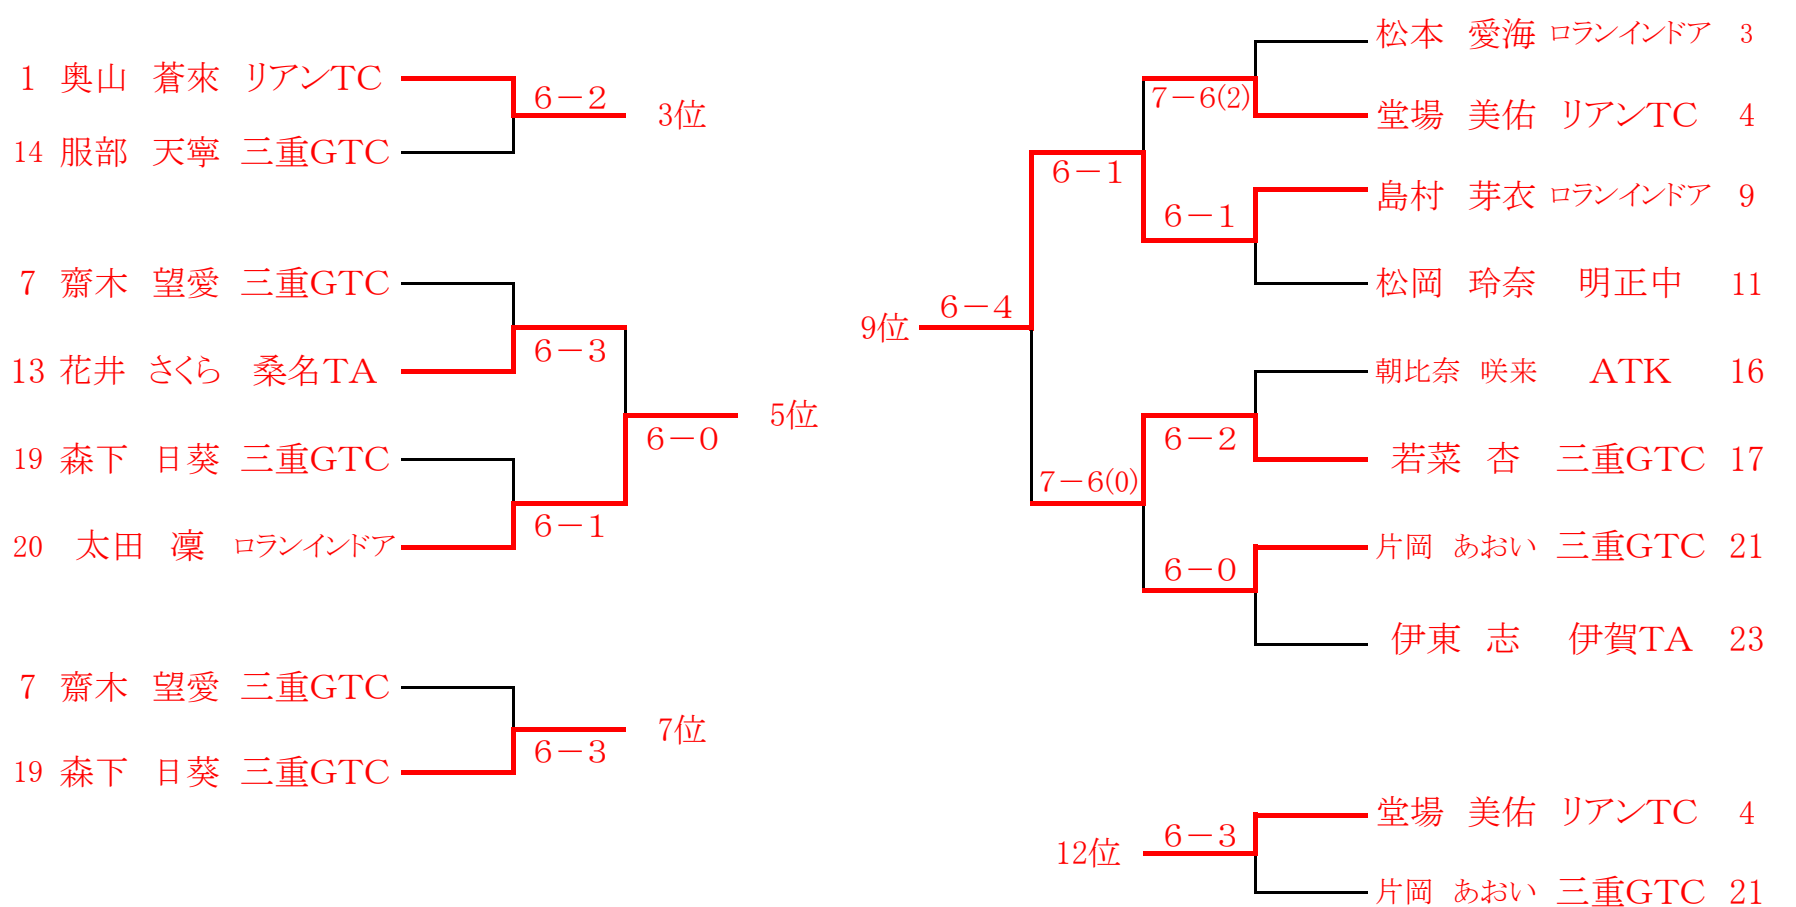 1 奥山 蒼來 リアンTC
6－2
3位
14 服部 天寧 三重GTC
7 齋木 望愛 三重GTC
6－3
13 花井 さくら 桑名TA
5位
6－0
19 森下 日葵 三重GTC
6－1
20 太田 凜 ロランインドア
7 齋木 望愛 三重GTC
7位
6－3
19 森下 日葵 三重GTC
松本 愛海 ロランインドア 3
7－6(2)
堂場 美佑 リアンTC 4
6－1
島村 芽衣 ロランインドア 9
6－1
松岡 玲奈 明正中 11
6－4
9位
朝比奈 咲来 ATK 16
6－2
若菜 杏 三重GTC 17
7－6(0)
片岡 あおい 三重GTC 21
6－0
伊東 志 伊賀TA 23
堂場 美佑 リアンTC 4
6－3
12位
片岡 あおい 三重GTC 21